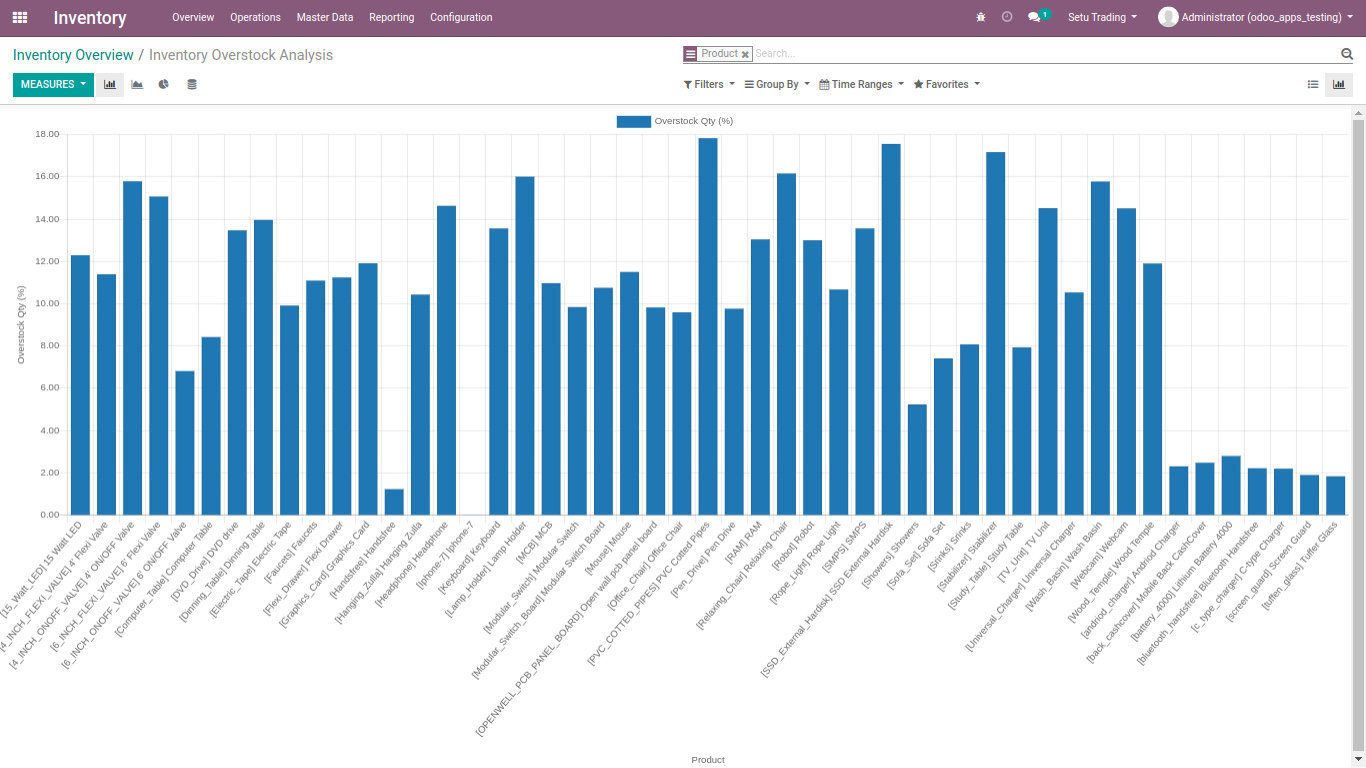 Inventory Overview Operations Master Data Reporting Configuration 1 Setu Trading Administrator (odoo_apps_testing)
Inventory Overview / Inventory Overstock Analysis Product Search...
MEASURES Filters Group By Time Ranges Favorites
Overstock Qty (%)
18.00
16.00
14.00
12.00
10.00
8.00
6.00
4.00
2.00
0.00
Overstock Qty (%)
[15_Watt_LED] 15 Watt LED
[4_INCH_FLEXI_VALVE] 4' Flexi Valve
[4_INCH_ONOFF_VALVE] 4' ON/OFF Valve
[6_INCH_FLEXI_VALVE] 6' Flexi Valve
[6_INCH_ONOFF_VALVE] 6' ON/OFF Valve
[Computer_Table] Computer Table
[DVD_Drive] DVD drive
[Dinning_Table] Dinning Table
[Electric_Tape] Electric Tape
[Faucets] Faucets
[Flexi_Drawer] Flexi Drawer
[Graphics_Card] Graphics Card
[Handsfree] Handsfree
[Hanging_Zulla] Hanging Zulla
[Headphone] Headphone
[Iphone-7] Iphone-7
[Keyboard] Keyboard
[Lamp_Holder] Lamp Holder
[MCB] MCB
[Modular_Switch] Modular Switch
[Modular_Switch_Board] Modular Switch Board
[Mouse] Mouse
[OPENWELL_PCB_PANEL_BOARD] Open wall pcb panel board
[Office_Chair] Office Chair
[PVC_COTTED_PIPES] PVC Cotted Pipes
[Pen_Drive] Pen Drive
[RAM] RAM
[Relaxing_Chair] Relaxing Chair
[Robot] Robot
[Rope_Light] Rope Light
[SMPS] SMPS
[SSD_External_Hardisk] SSD External Hardisk
[Showers] Showers
[Sofa_Set] Sofa Set
[Srinks] Srinks
[Stabilizer] Stabilizer
[Study_Table] Study Table
[TV_Unit] TV Unit
[Universal_Charger] Universal Charger
[Wash_Basin] Wash Basin
[Webcam] Webcam
[Wood_Temple] Wood Temple
[andriod_charger] Andriod Charger
[back_cashcover] Mobile Back CashCover
[battery_4000] Lithium Battery 4000
[bluetooth_handsfree] Bluetooth Handsfree
[c_type_charger] C-type Charger
[screen_guard] Screen Guard
[tuffen_glass] Tuffer Glass
Product